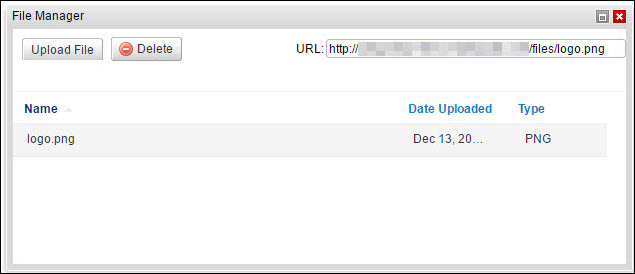 File Manager
Upload File Delete URL: http:// /files/logo.png
Name Date Uploaded Type
logo.png Dec 13, 20... PNG